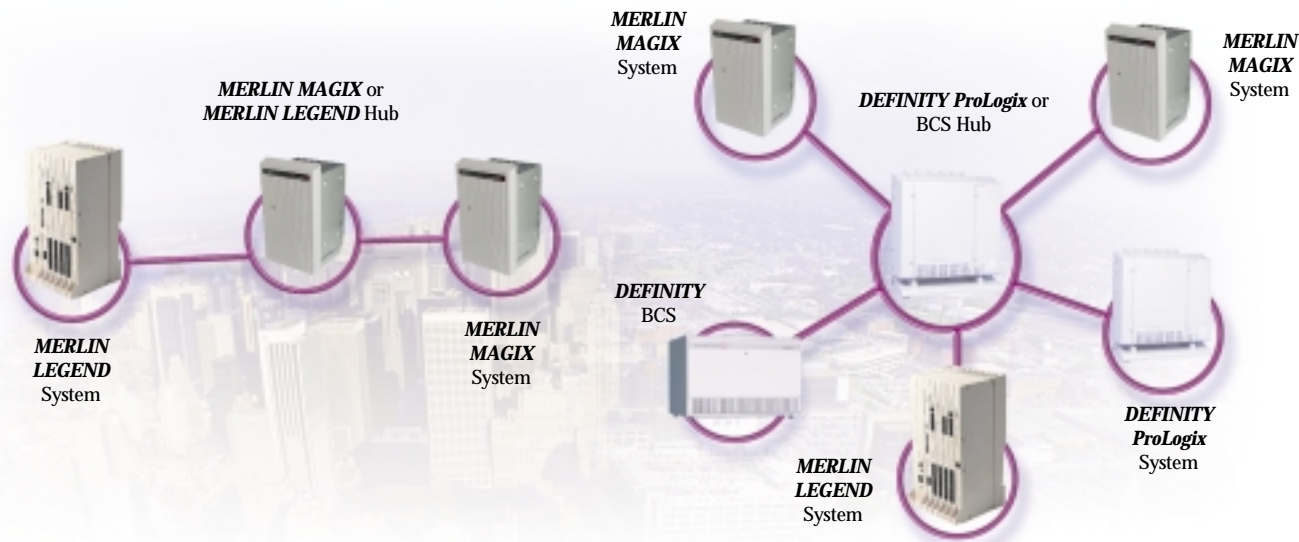 MERLIN MAGIX or
MERLIN LEGEND Hub
MERLIN
LEGEND
System
MERLIN
MAGIX
System
MERLIN
MAGIX
System
DEFINITY ProLogix or
BCS Hub
MERLIN
MAGIX
System
DEFINITY
BCS
MERLIN
LEGEND
System
DEFINITY
ProLogix
System